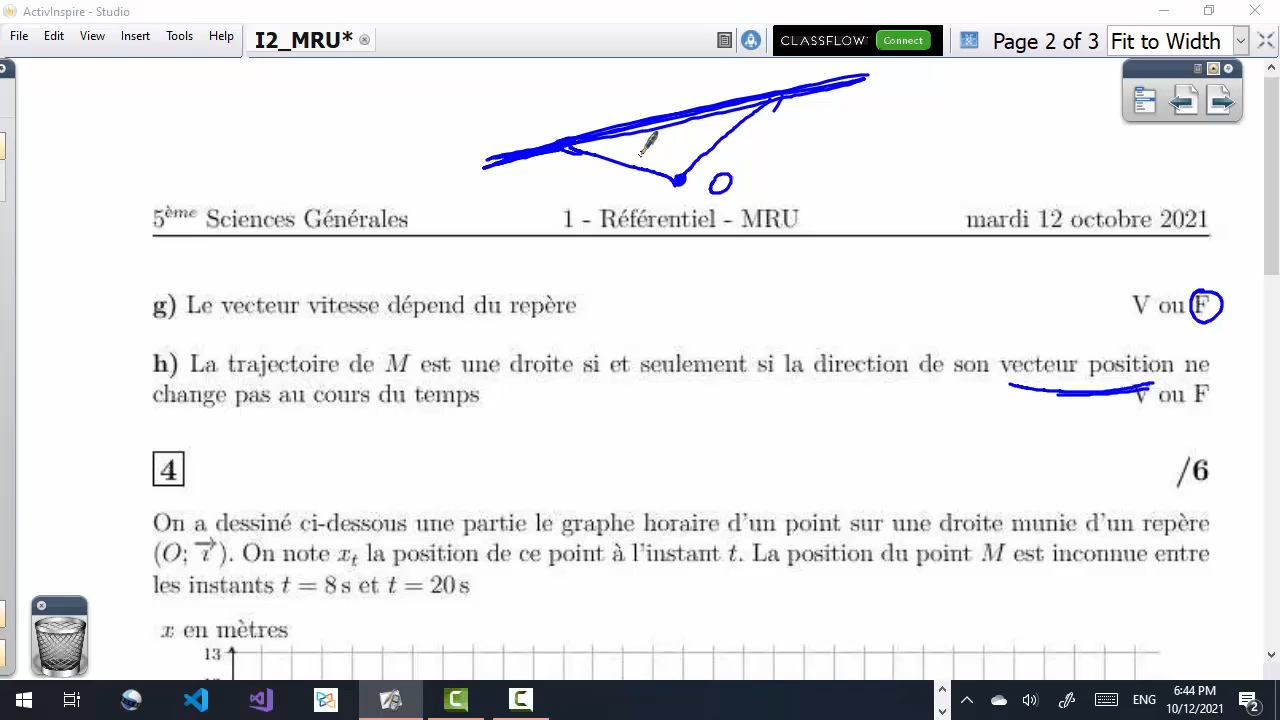 ActivInspire - Studio
File Edit View Insert Tools Help I2_MRU* CLASSFLOW Connect Page 2 of 3 Fit to Width
O
5ème Sciences Générales 1 - Référentiel - MRU mardi 12 octobre 2021
g) Le vecteur vitesse dépend du repère V ou F
h) La trajectoire de M est une droite si et seulement si la direction de son vecteur position ne
change pas au cours du temps V ou F
4 /6
On a dessiné ci-dessous une partie le graphe horaire d'un point sur une droite munie d'un repère
(O; i⃗). On note xₜ la position de ce point à l'instant t. La position du point M est inconnue entre
les instants t = 8 s et t = 20 s
x en mètres
13
ENG
6:44 PM
10/12/2021
2